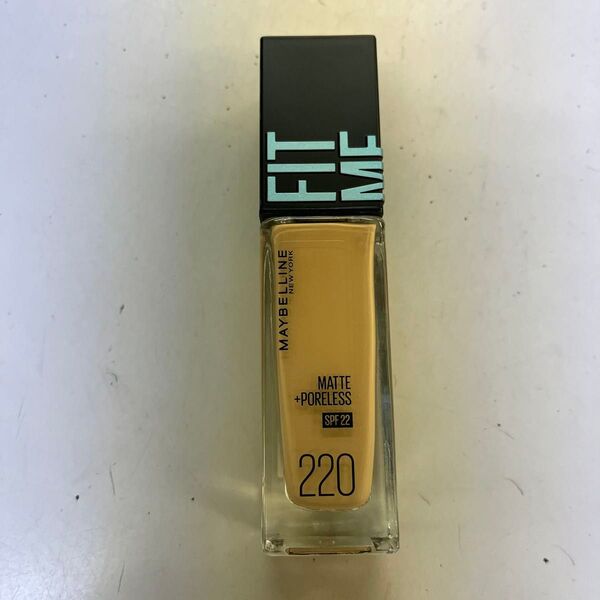 FIT
ME
MAYBELLINE
NEW YORK
MATTE
+PORELESS
SPF 22
220